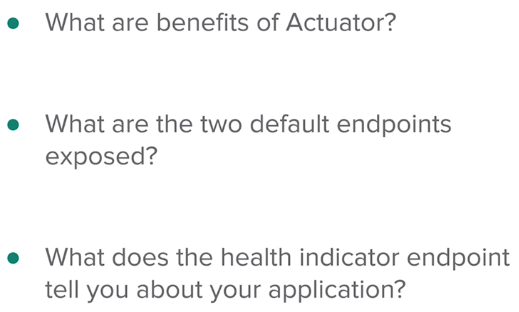 What are benefits of Actuator?
What are the two default endpoints
exposed?
What does the health indicator endpoint
tell you about your application?